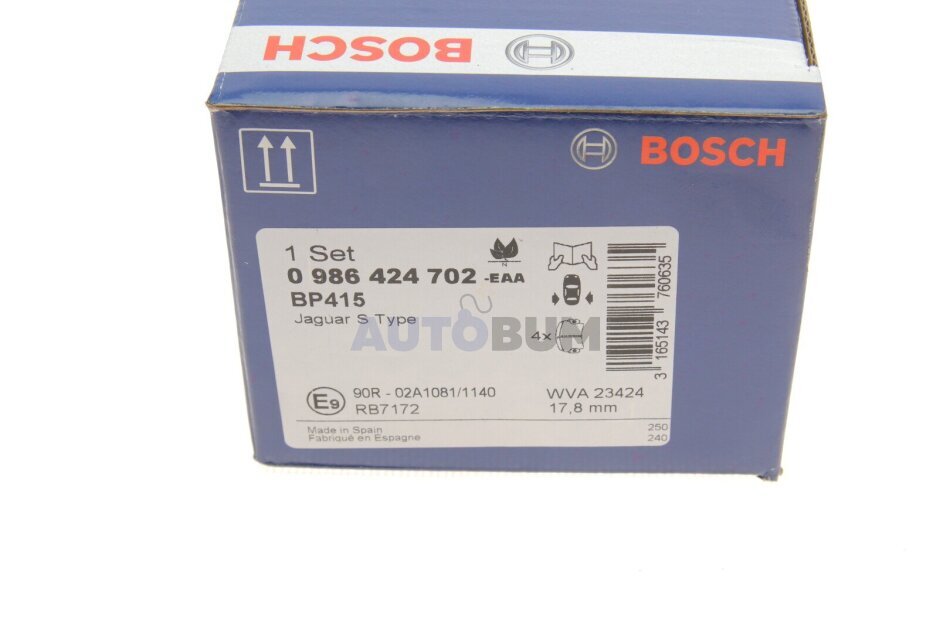 BOSCH
BOSCH
1 Set
0 986 424 702 -EAA
BP415
Jaguar S Type
AUTOBUM
4x
3 165143 760635
E9
90R - 02A1081/1140
RB7172
WVA 23424
17,8 mm
Made in Spain
Fabriqué en Espagne
250
240
N